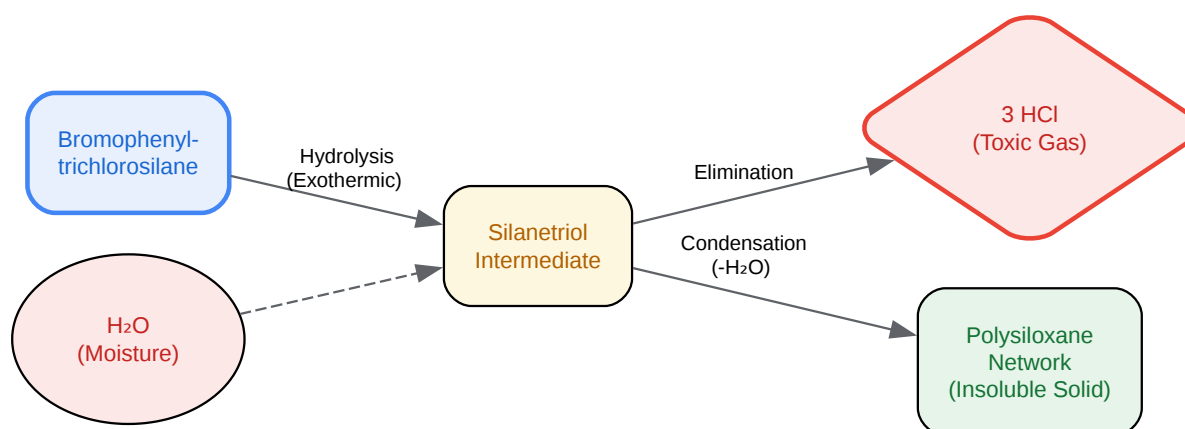 Bromophenyl-
trichlorosilane
Hydrolysis
(Exothermic)
H₂O
(Moisture)
Silanetriol
Intermediate
Elimination
3 HCl
(Toxic Gas)
Condensation
(-H₂O)
Polysiloxane
Network
(Insoluble Solid)